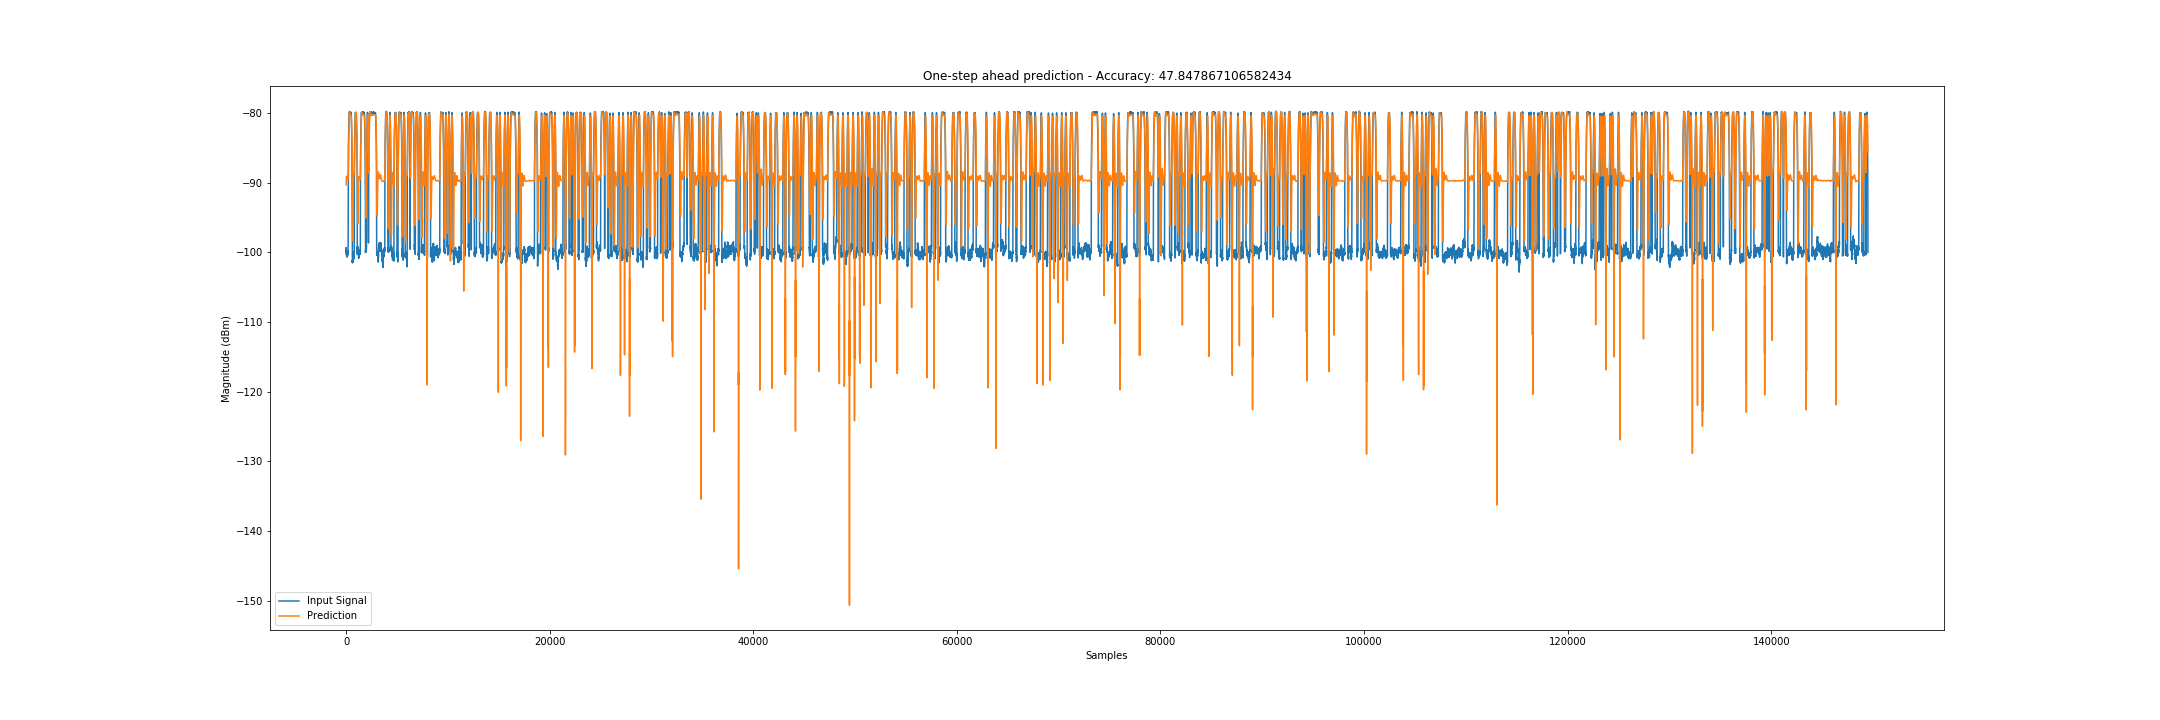 One-step ahead prediction - Accuracy: 47.847867106582434
−80
−90
−100
−110
−120
−130
−140
−150
Magnitude (dBm)
Input Signal
Prediction
0 20000 40000 60000 80000 100000 120000 140000
Samples